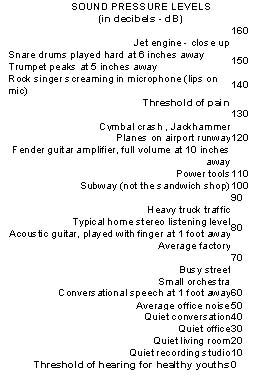 SOUND PRESSURE LEVELS
(in decibels - dB)
160
Jet engine - close up
Snare drums played hard at 6 inches away
Trumpet peaks at 5 inches away
150
Rock singer screaming in microphone (lips on
mic)
140
Threshold of pain
130
Cymbal crash, Jackhammer
Planes on airport runway 120
Fender guitar amplifier, full volume at 10 inches
away
Power tools 110
Subway (not the sandwich shop) 100
90
Heavy truck traffic
Typical home stereo listening level
Acoustic guitar, played with finger at 1 foot away
80
Average factory
70
Busy street
Small orchestra
Conversational speech at 1 foot away 60
Average office noise 50
Quiet conversation 40
Quiet office 30
Quiet living room 20
Quiet recording studio 10
Threshold of hearing for healthy youths 0